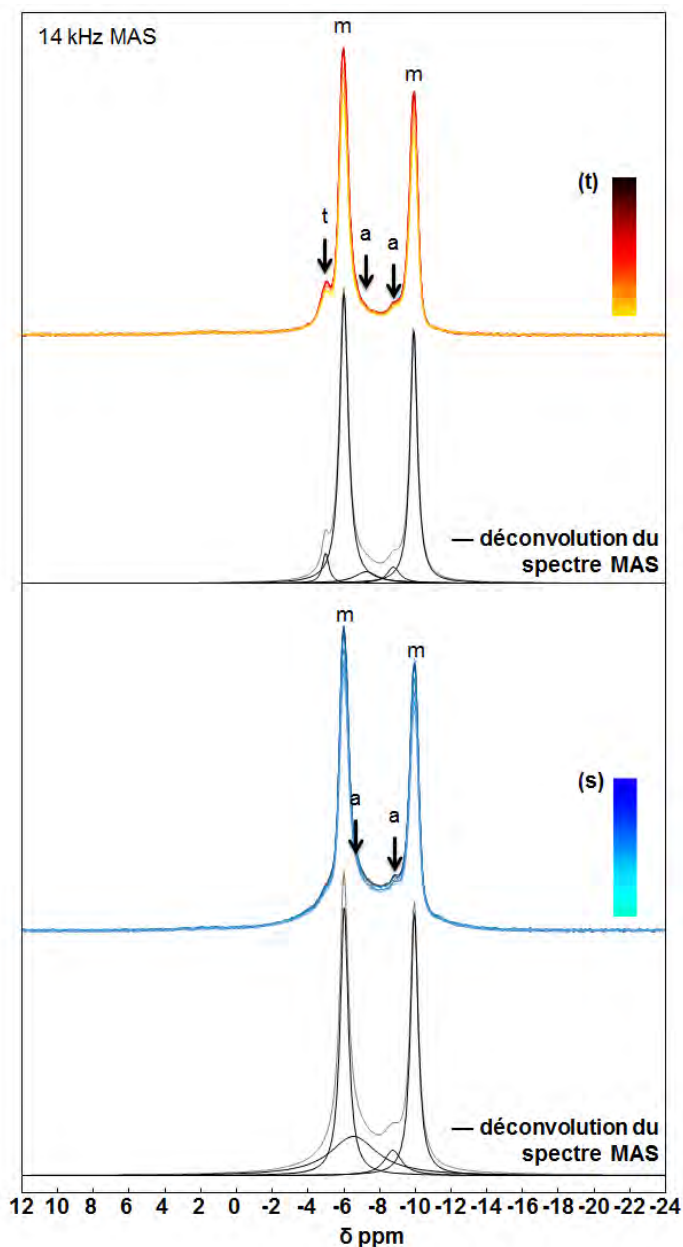 14 kHz MAS
m
m
(t)
t
a
a
— déconvolution du
spectre MAS
m
m
(s)
a
a
— déconvolution du
spectre MAS
12 10 8 6 4 2 0 -2 -4 -6 -8 -10 -12 -14 -16 -18 -20 -22 -24
δ ppm